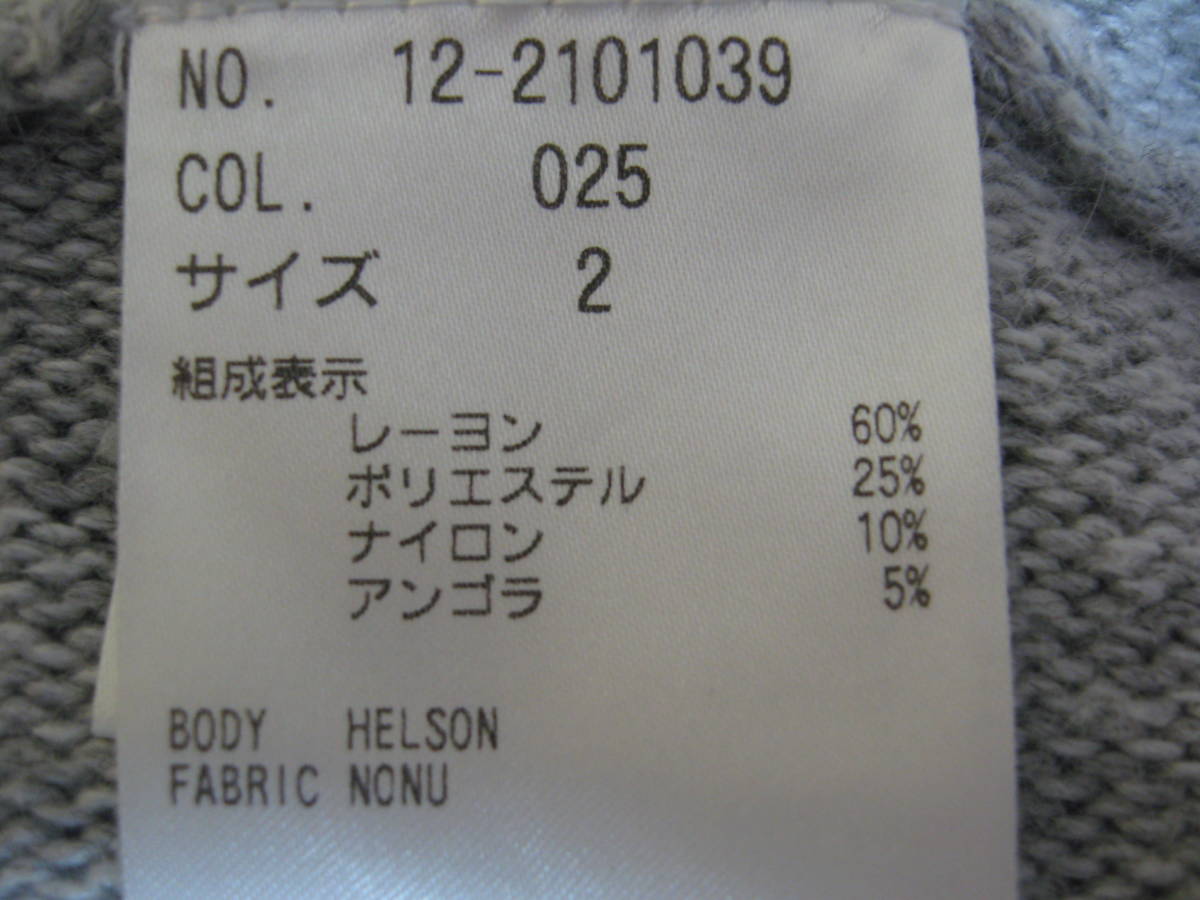 NO. 12-2101039
COL. 025
サイズ 2
組成表示
レーヨン 60%
ポリエステル 25%
ナイロン 10%
アンゴラ 5%
BODY HELSON
FABRIC NONU